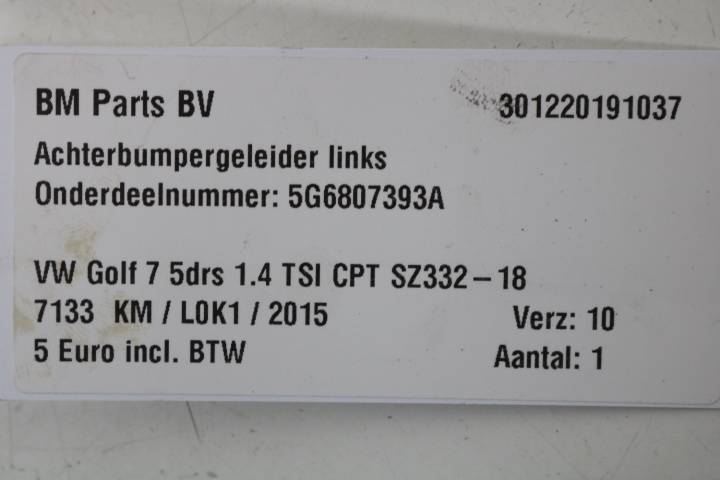 BM Parts BV 301220191037
Achterbumpergeleider links
Onderdeelnummer: 5G6807393A
VW Golf 7 5drs 1.4 TSI CPT SZ332-18
7133 KM / L0K1 / 2015 Verz: 10
5 Euro incl. BTW Aantal: 1